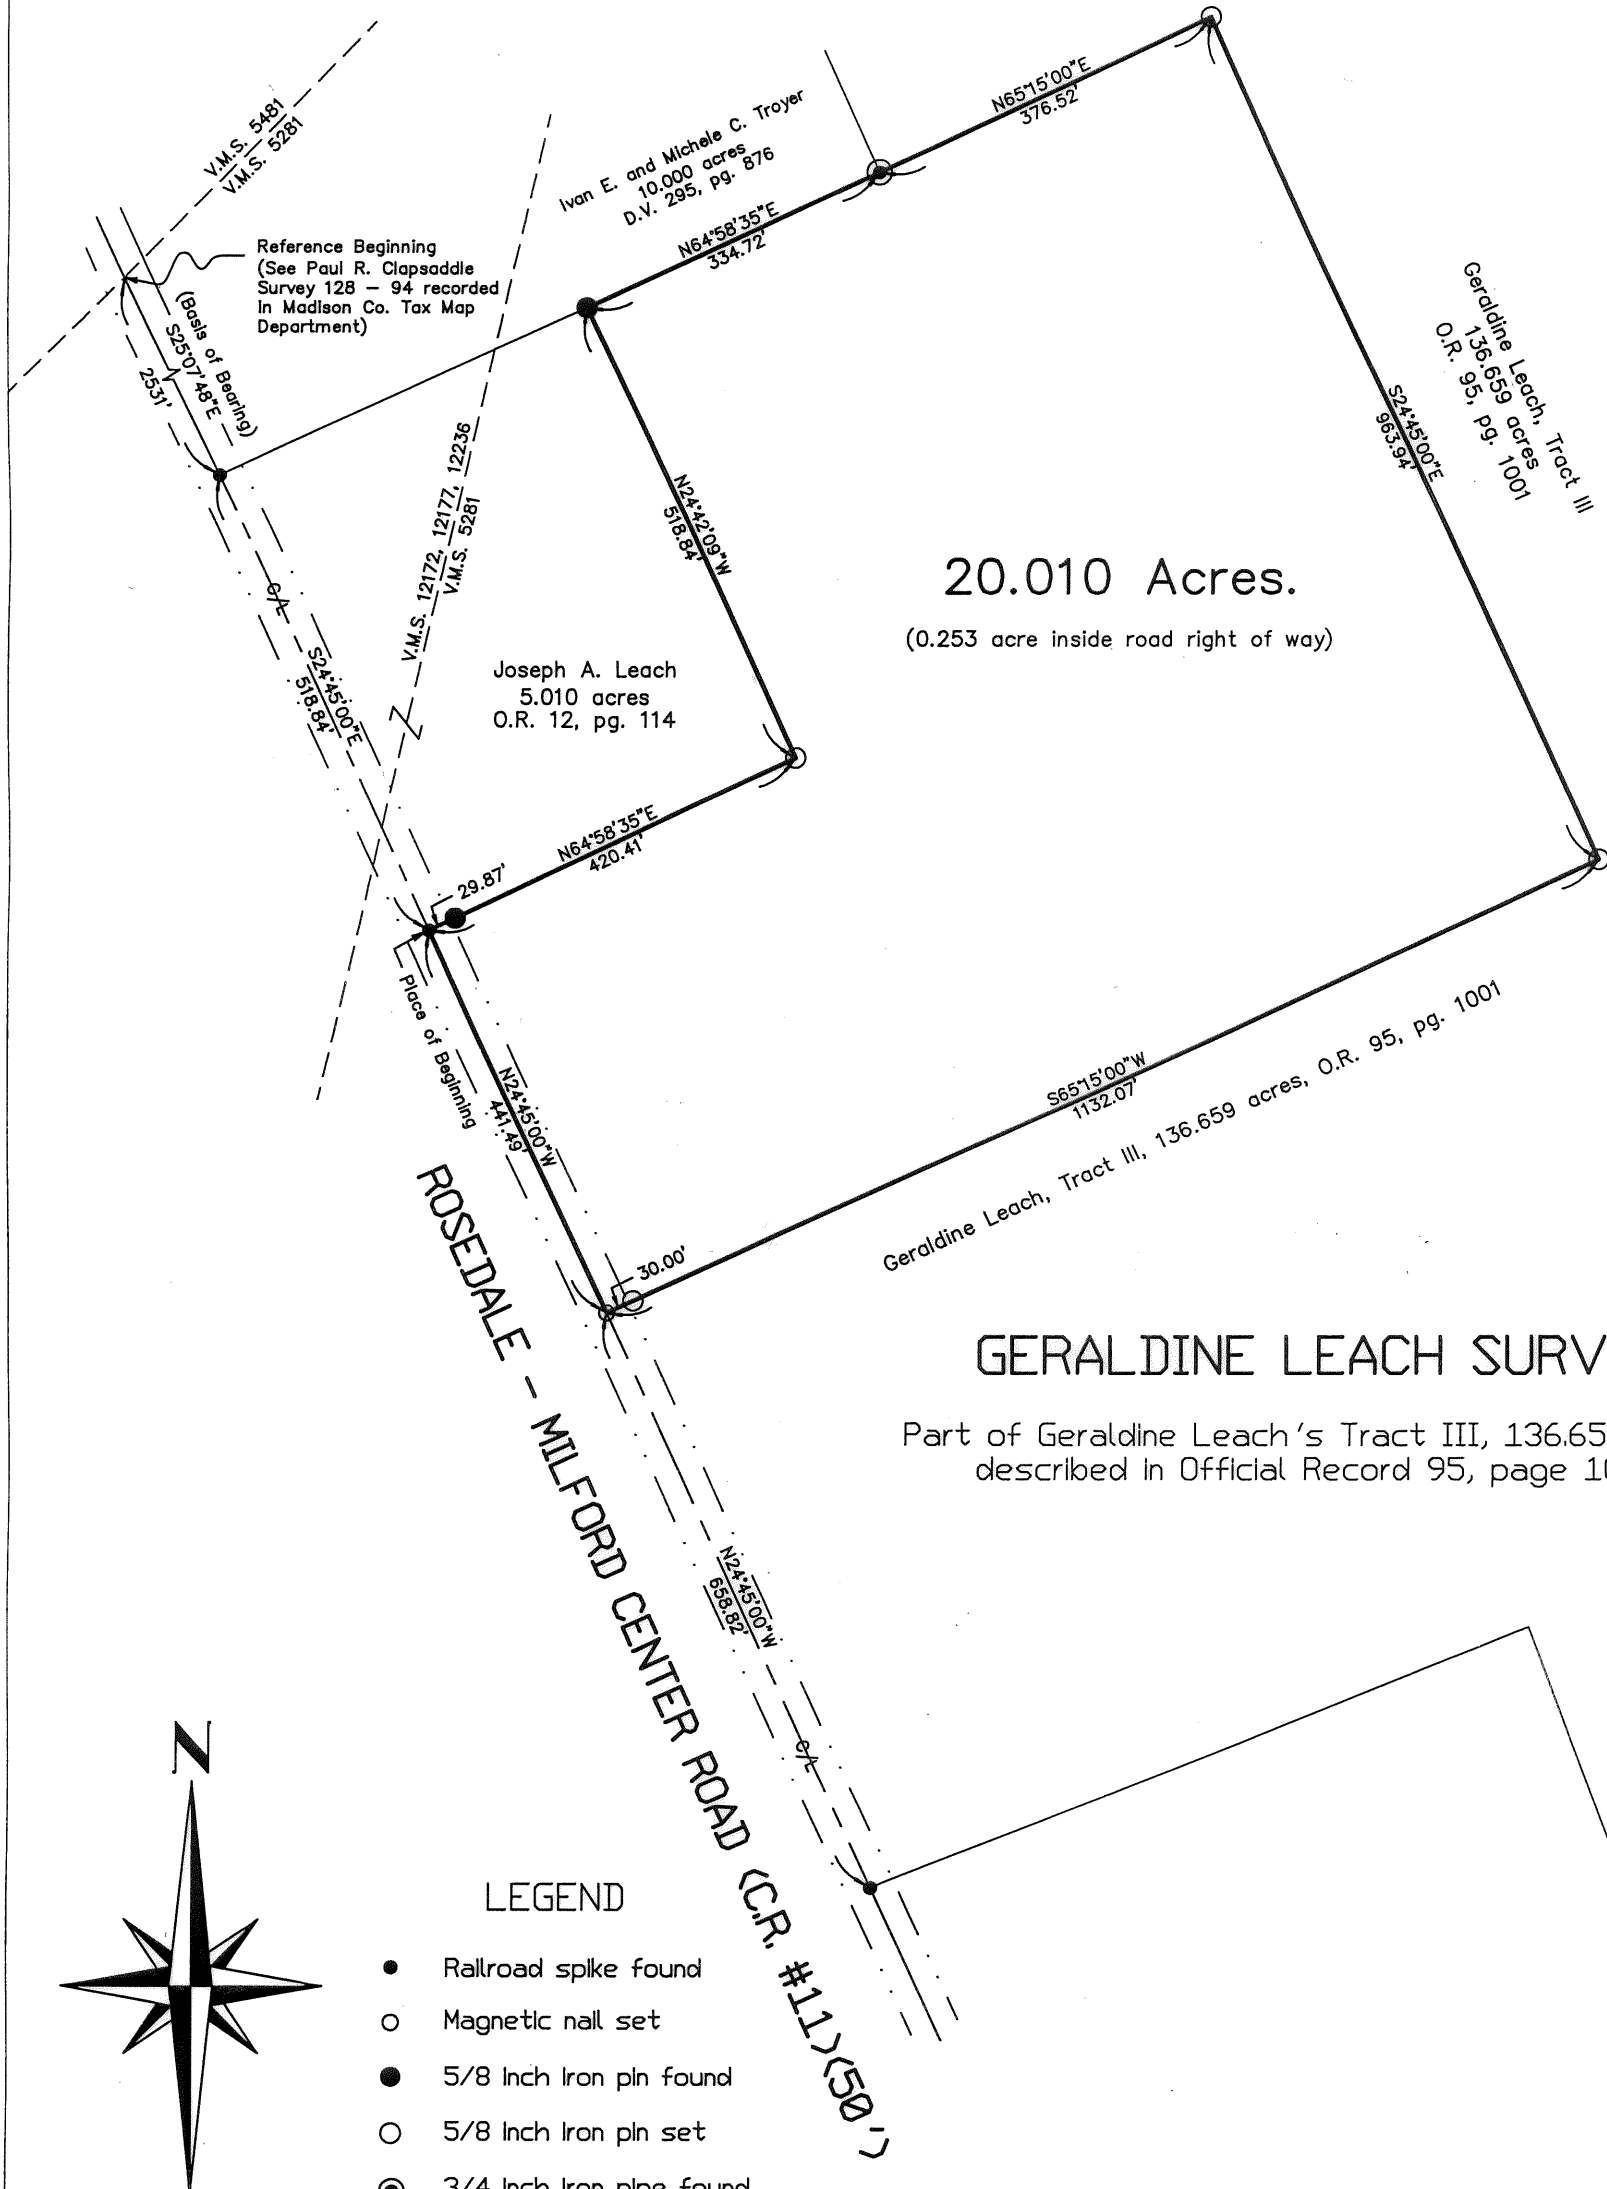 V.M.S. 5481
V.M.S. 5281
Reference Beginning
(See Paul R. Clapsaddle
Survey 128 – 94 recorded
in Madison Co. Tax Map
Department)
(Basis of Bearing)
S25°07'48"E
2531'
Ivan E. and Michele C. Troyer
10.000 acres
D.V. 295, pg. 876
N64°58'35"E
334.72'
N65°15'00"E
376.52'
Geraldine Leach, Tract III
136.659 acres
O.R. 95, pg. 1001
S24°45'00"E
963.94'
N24°42'09"W
518.84'
V.M.S. 12172, 12177, 12236
V.M.S. 5281
20.010 Acres.
(0.253 acre inside road right of way)
C/L
S24°45'00"E
518.84'
Joseph A. Leach
5.010 acres
O.R. 12, pg. 114
N64°58'35"E
420.41'
29.87'
Place of Beginning
N24°45'00"W
441.49'
S65°15'00"W
1132.07'
Geraldine Leach, Tract III, 136.659 acres, O.R. 95, pg. 1001
30.00'
ROSEDALE - MILFORD CENTER ROAD (C.R. #11)(50')
GERALDINE LEACH SURV
Part of Geraldine Leach's Tract III, 136.65
described in Official Record 95, page 10
N24°45'00"W
658.82'
C/L
N
LEGEND
Railroad spike found
Magnetic nail set
5/8 inch iron pin found
5/8 inch iron pin set
3/4 inch iron pipe found